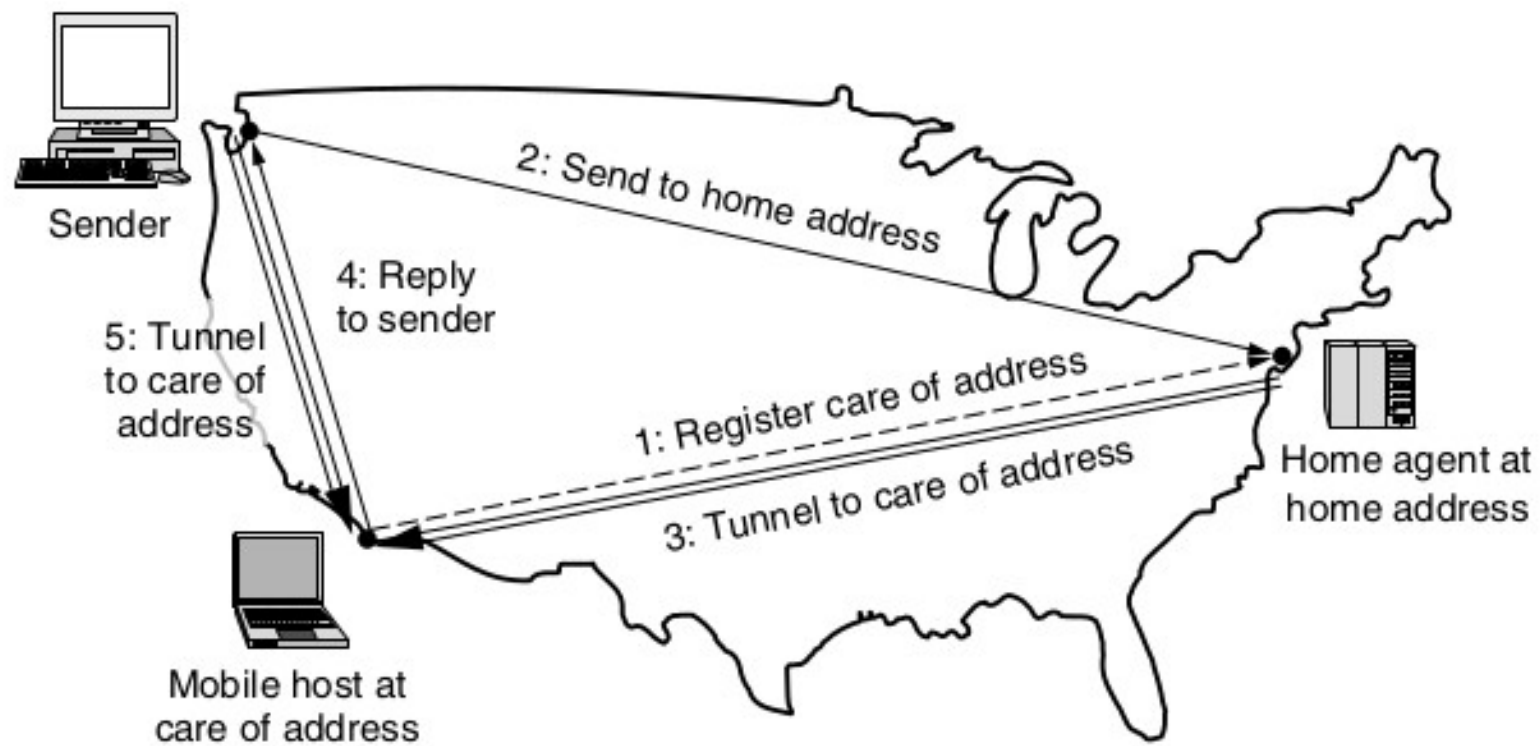 Sender
2: Send to home address
4: Reply
to sender
5: Tunnel
to care of
address
1: Register care of address
3: Tunnel to care of address
Home agent at
home address
Mobile host at
care of address